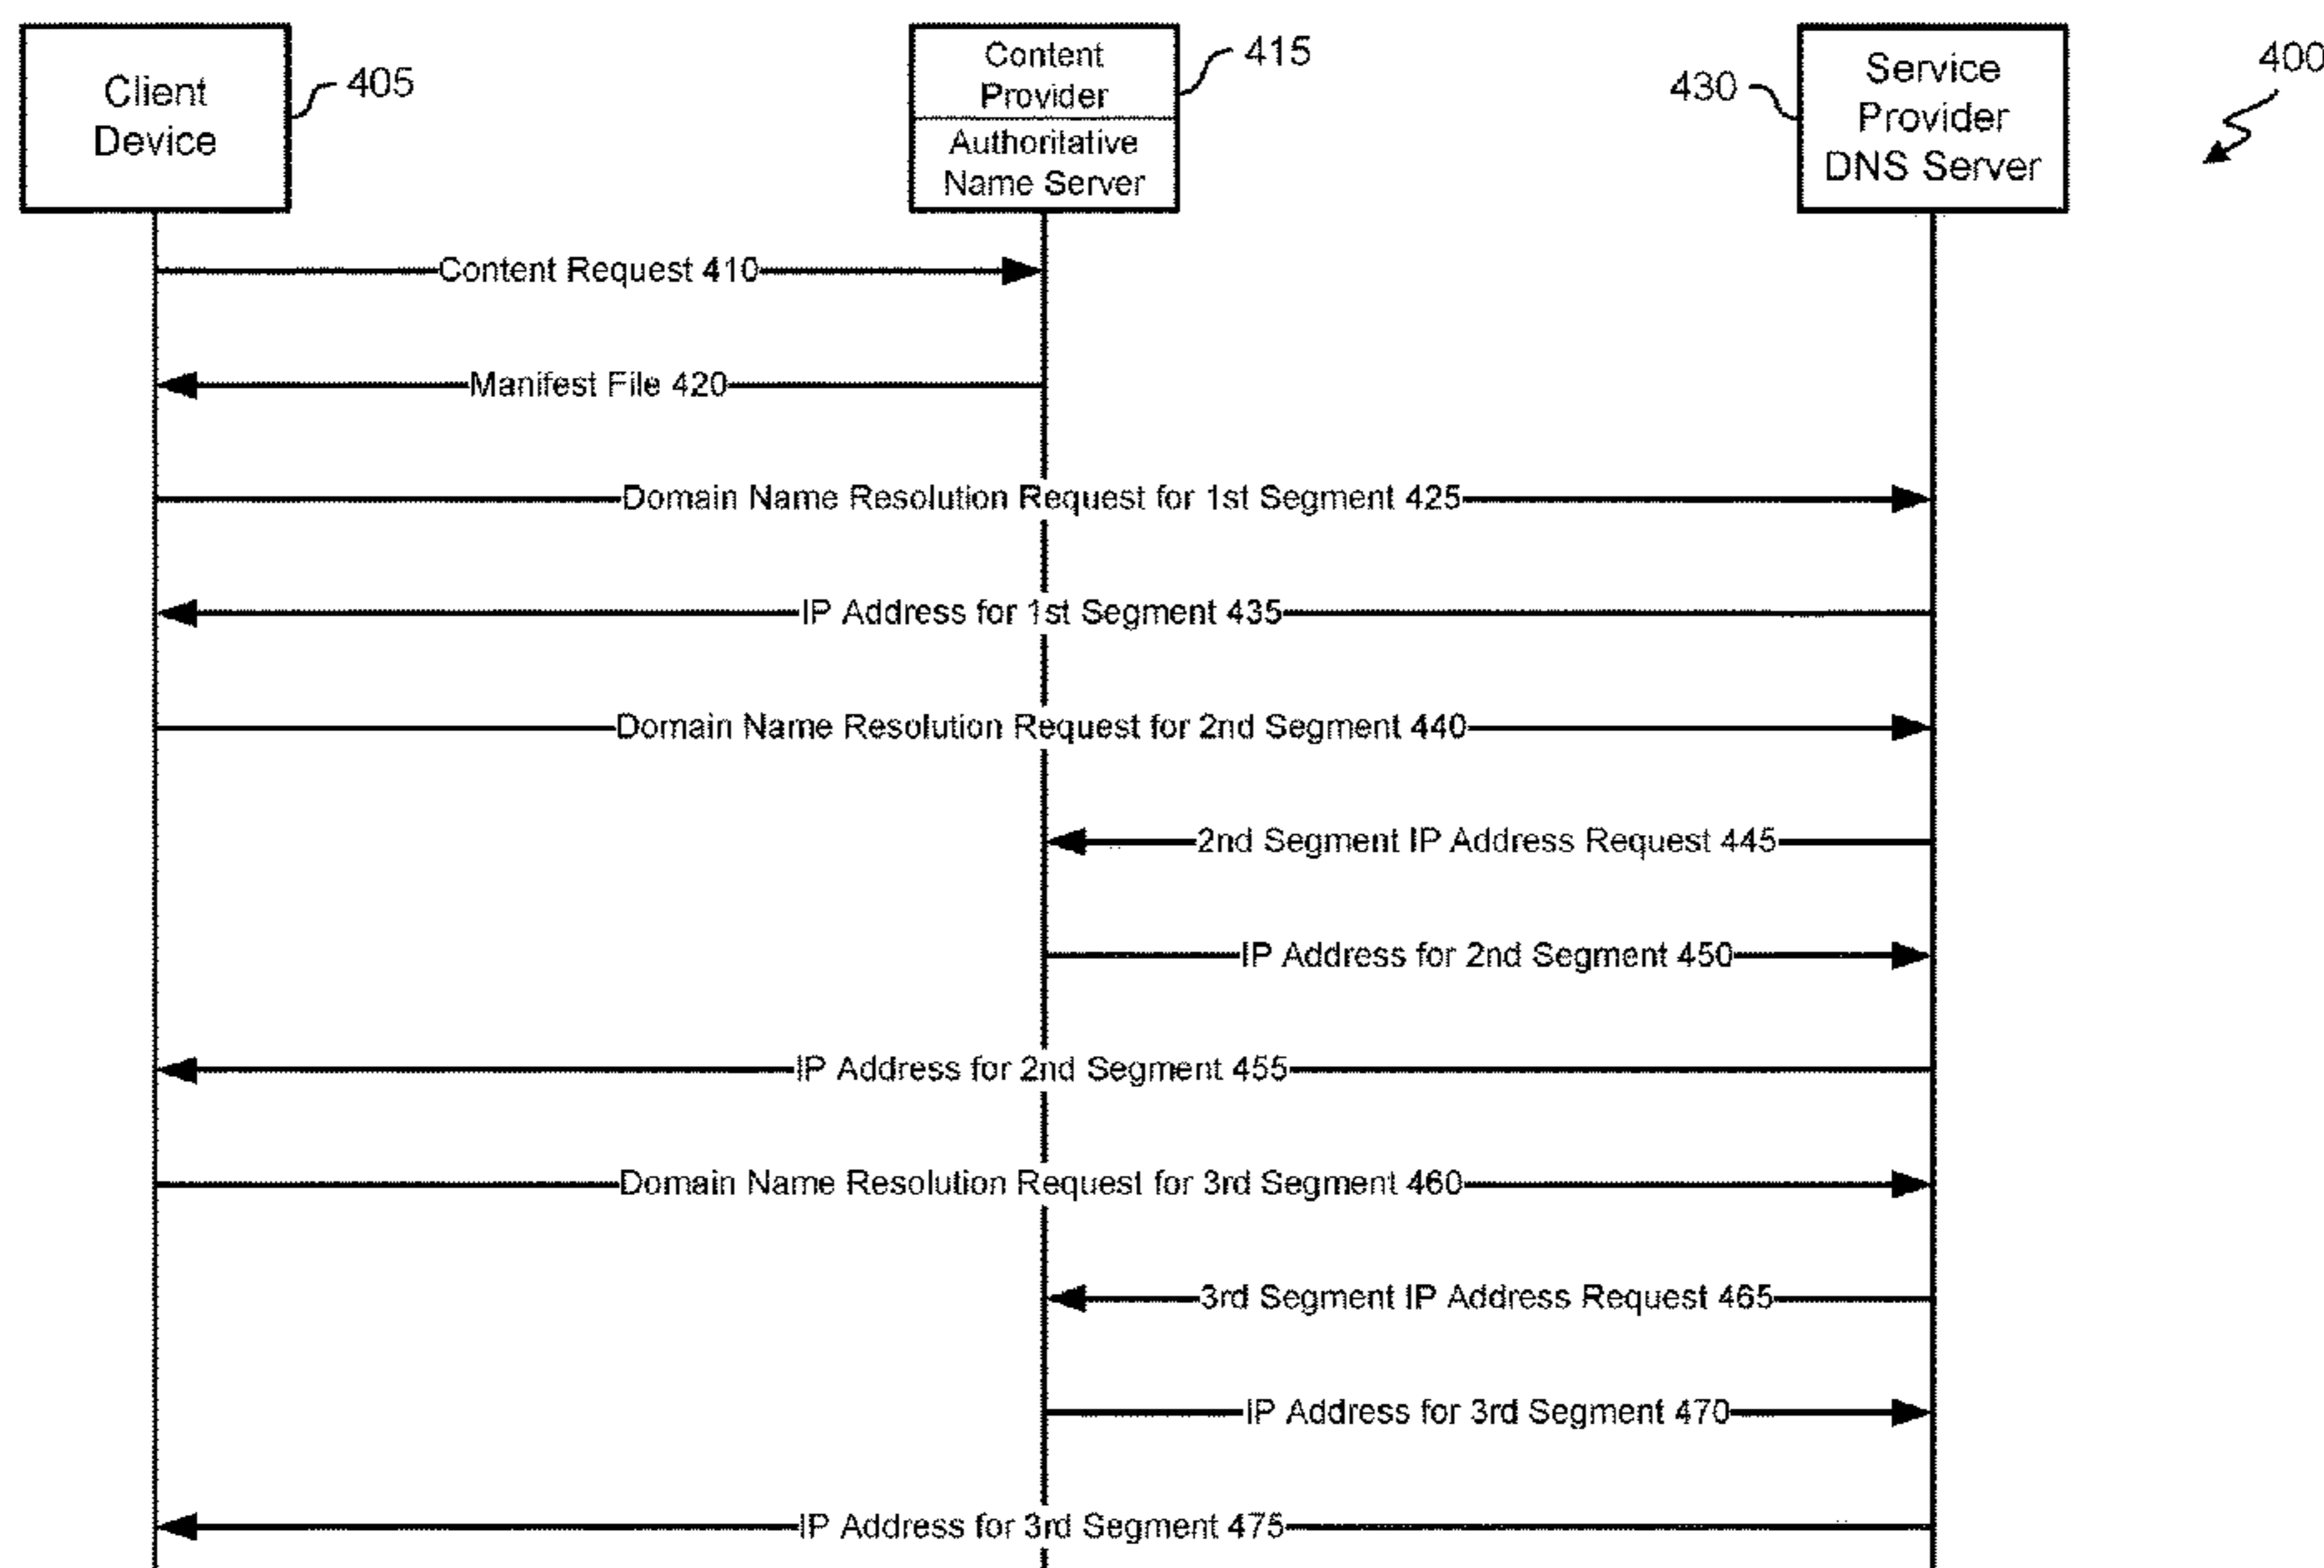 Client
Device
405
Content
Provider
Authoritative
Name Server
415
430
Service
Provider
DNS Server
400
Content Request 410
Manifest File 420
Domain Name Resolution Request for 1st Segment 425
IP Address for 1st Segment 435
Domain Name Resolution Request for 2nd Segment 440
2nd Segment IP Address Request 445
IP Address for 2nd Segment 450
IP Address for 2nd Segment 455
Domain Name Resolution Request for 3rd Segment 460
3rd Segment IP Address Request 465
IP Address for 3rd Segment 470
IP Address for 3rd Segment 475